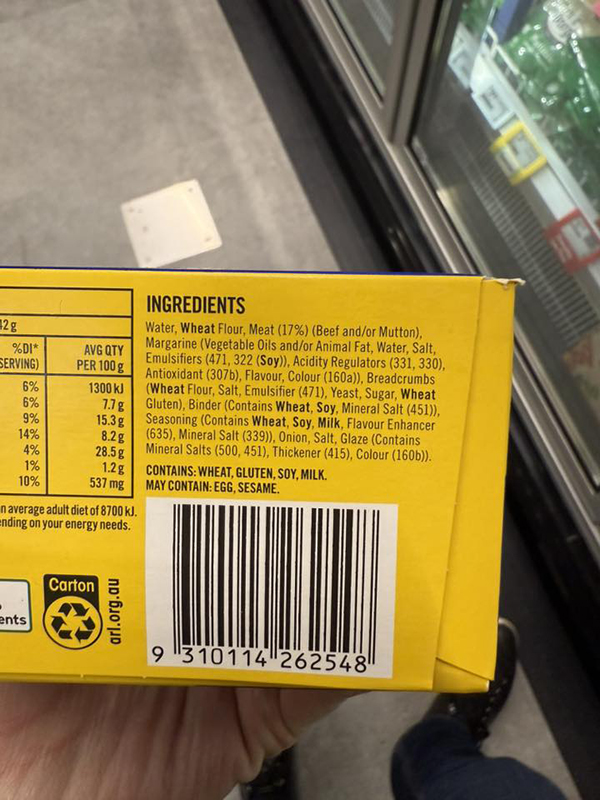 42 g
%DI*
SERVING)
AVG QTY
PER 100 g
6% 1300 kJ
6% 7.7 g
9% 15.3 g
14% 8.2 g
4% 28.5 g
1% 1.2 g
10% 537 mg
n average adult diet of 8700 kJ.
ending on your energy needs.
INGREDIENTS
Water, Wheat Flour, Meat (17%) (Beef and/or Mutton),
Margarine (Vegetable Oils and/or Animal Fat, Water, Salt,
Emulsifiers (471, 322 (Soy)), Acidity Regulators (331, 330),
Antioxidant (307b), Flavour, Colour (160a)), Breadcrumbs
(Wheat Flour, Salt, Emulsifier (471), Yeast, Sugar, Wheat
Gluten), Binder (Contains Wheat, Soy, Mineral Salt (451)),
Seasoning (Contains Wheat, Soy, Milk, Flavour Enhancer
(635), Mineral Salt (339)), Onion, Salt, Glaze (Contains
Mineral Salts (500, 451), Thickener (415), Colour (160b)).
CONTAINS: WHEAT, GLUTEN, SOY, MILK.
MAY CONTAIN: EGG, SESAME.
ents
Carton
arl.org.au
9 310114 262548